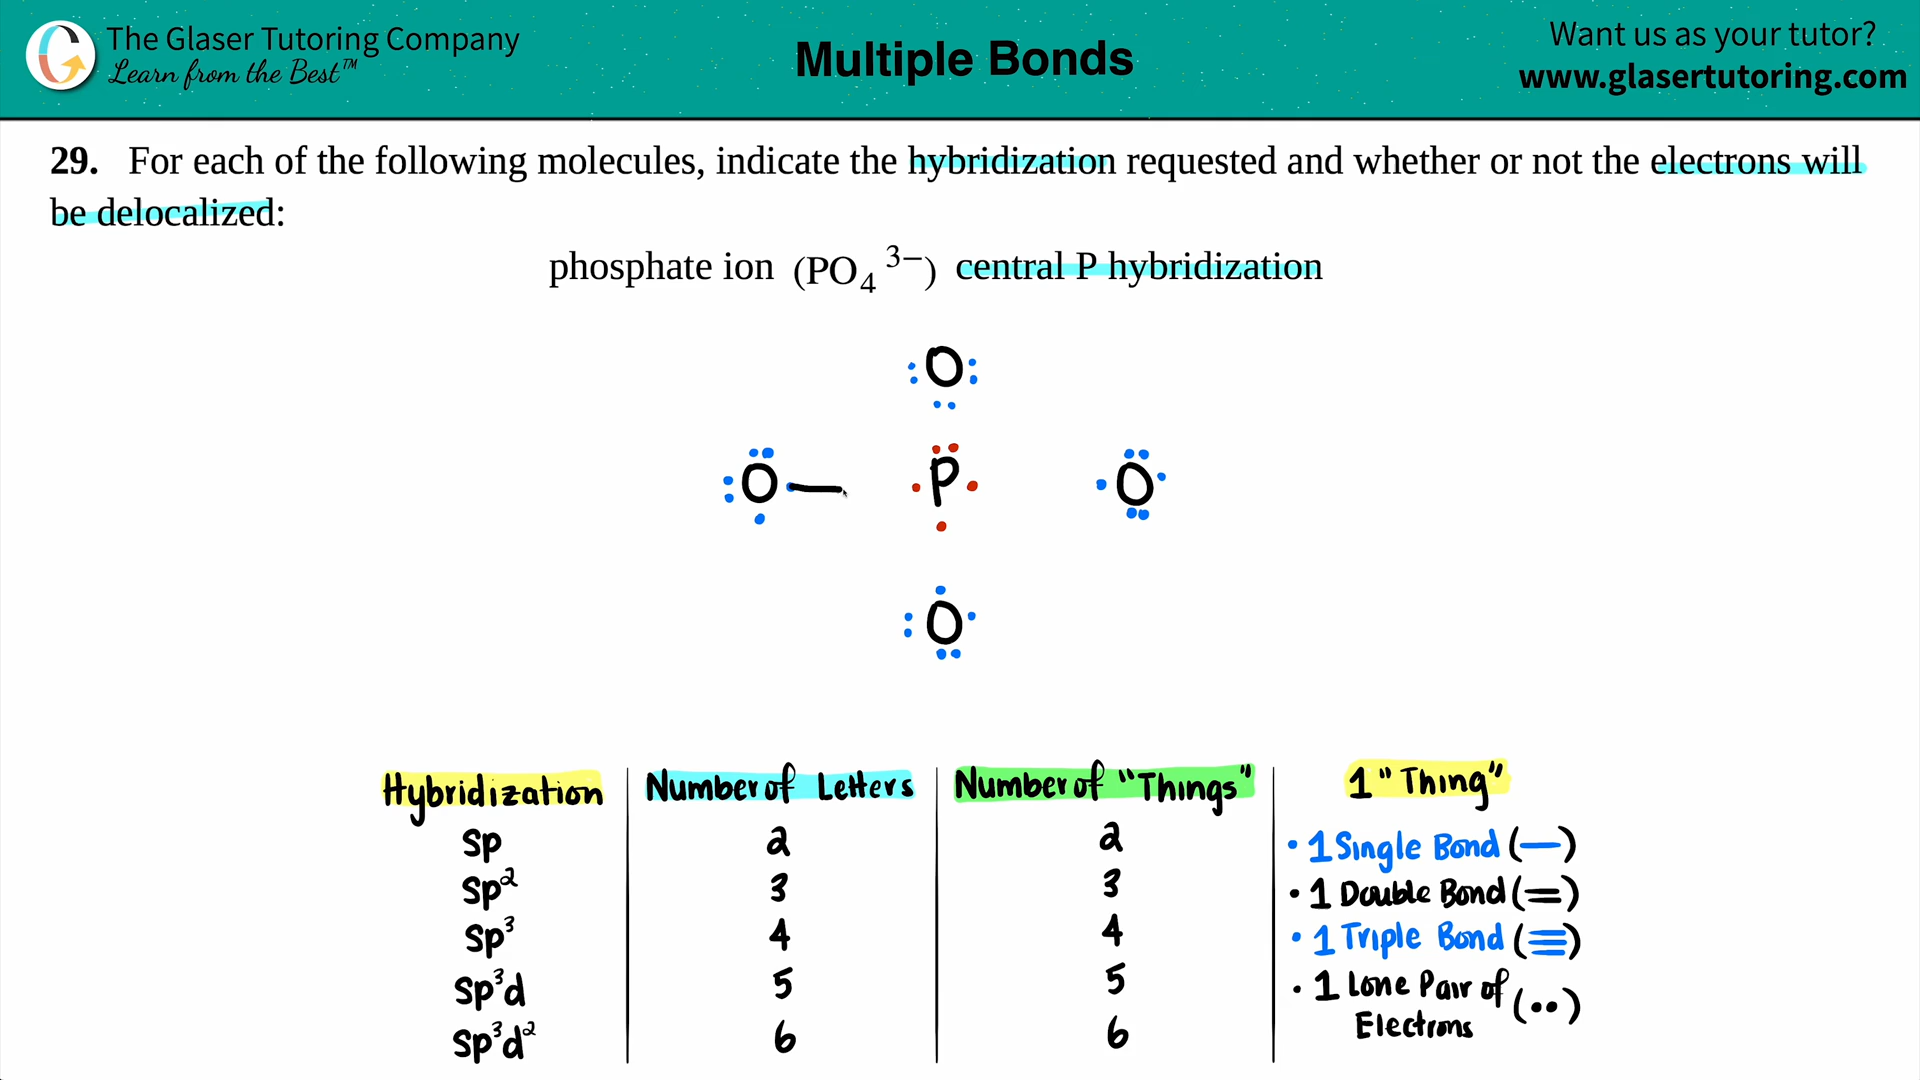 The Glaser Tutoring Company
Learn from the Best™
Multiple Bonds
Want us as your tutor?
www.glasertutoring.com
29. For each of the following molecules, indicate the hybridization requested and whether or not the electrons will
be delocalized:
phosphate ion (PO₄ ³⁻) central P hybridization
O
O P O
O
Hybridization Number of Letters Number of "Things" 1 "Thing"
sp 2 2 • 1 Single Bond (—)
sp² 3 3 • 1 Double Bond (=)
sp³ 4 4 • 1 Triple Bond (≡)
sp³d 5 5 • 1 Lone Pair of
Electrons (••)
sp³d² 6 6